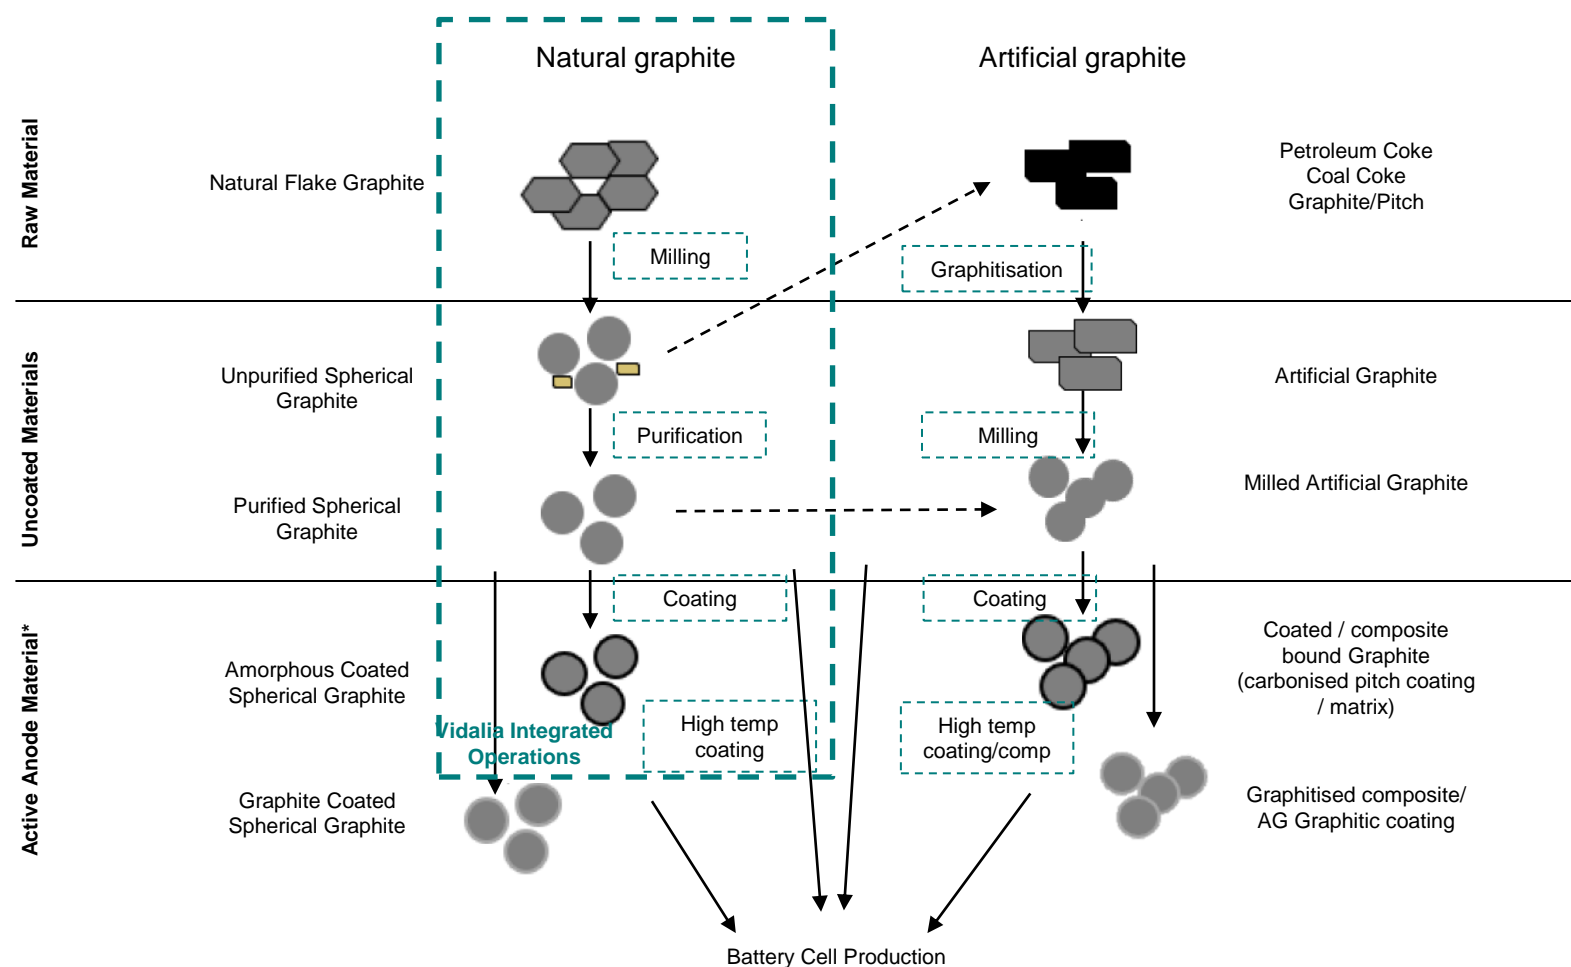 Natural graphite
Artificial graphite
Raw Material
Natural Flake Graphite
Petroleum Coke
Coal Coke
Graphite/Pitch
Milling
Graphitisation
Uncoated Materials
Unpurified Spherical
Graphite
Artificial Graphite
Purification
Milling
Purified Spherical
Graphite
Milled Artificial Graphite
Coating
Coating
Active Anode Material*
Amorphous Coated
Spherical Graphite
Coated / composite
bound Graphite
(carbonised pitch coating
/ matrix)
Vidalia Integrated
Operations
High temp
coating
High temp
coating/comp
Graphite Coated
Spherical Graphite
Graphitised composite/
AG Graphitic coating
Battery Cell Production